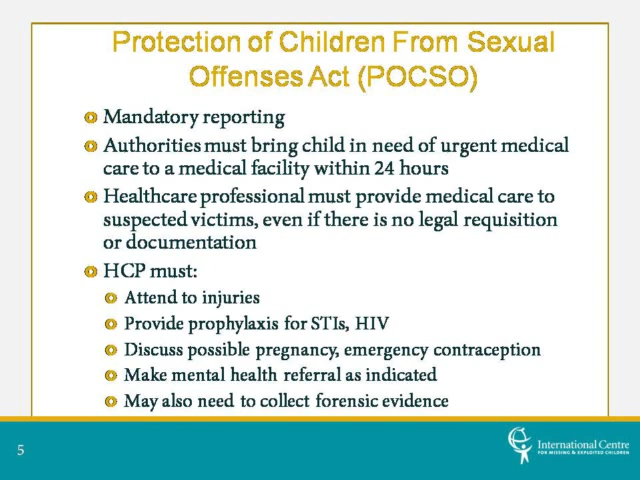 Protection of Children From Sexual
Offenses Act (POCSO)
Mandatory reporting
Authorities must bring child in need of urgent medical
care to a medical facility within 24 hours
Healthcare professional must provide medical care to
suspected victims, even if there is no legal requisition
or documentation
HCP must:
Attend to injuries
Provide prophylaxis for STIs, HIV
Discuss possible pregnancy, emergency contraception
Make mental health referral as indicated
May also need to collect forensic evidence
5
International Centre
FOR MISSING & EXPLOITED CHILDREN